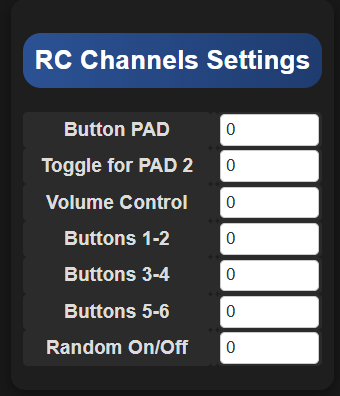 RC Channels Settings
Button PAD 0
Toggle for PAD 2 0
Volume Control 0
Buttons 1-2 0
Buttons 3-4 0
Buttons 5-6 0
Random On/Off 0